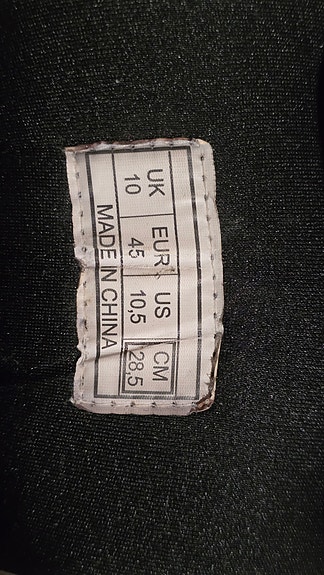 UK EUR US CM
10 45 10,5 28,5
MADE IN CHINA